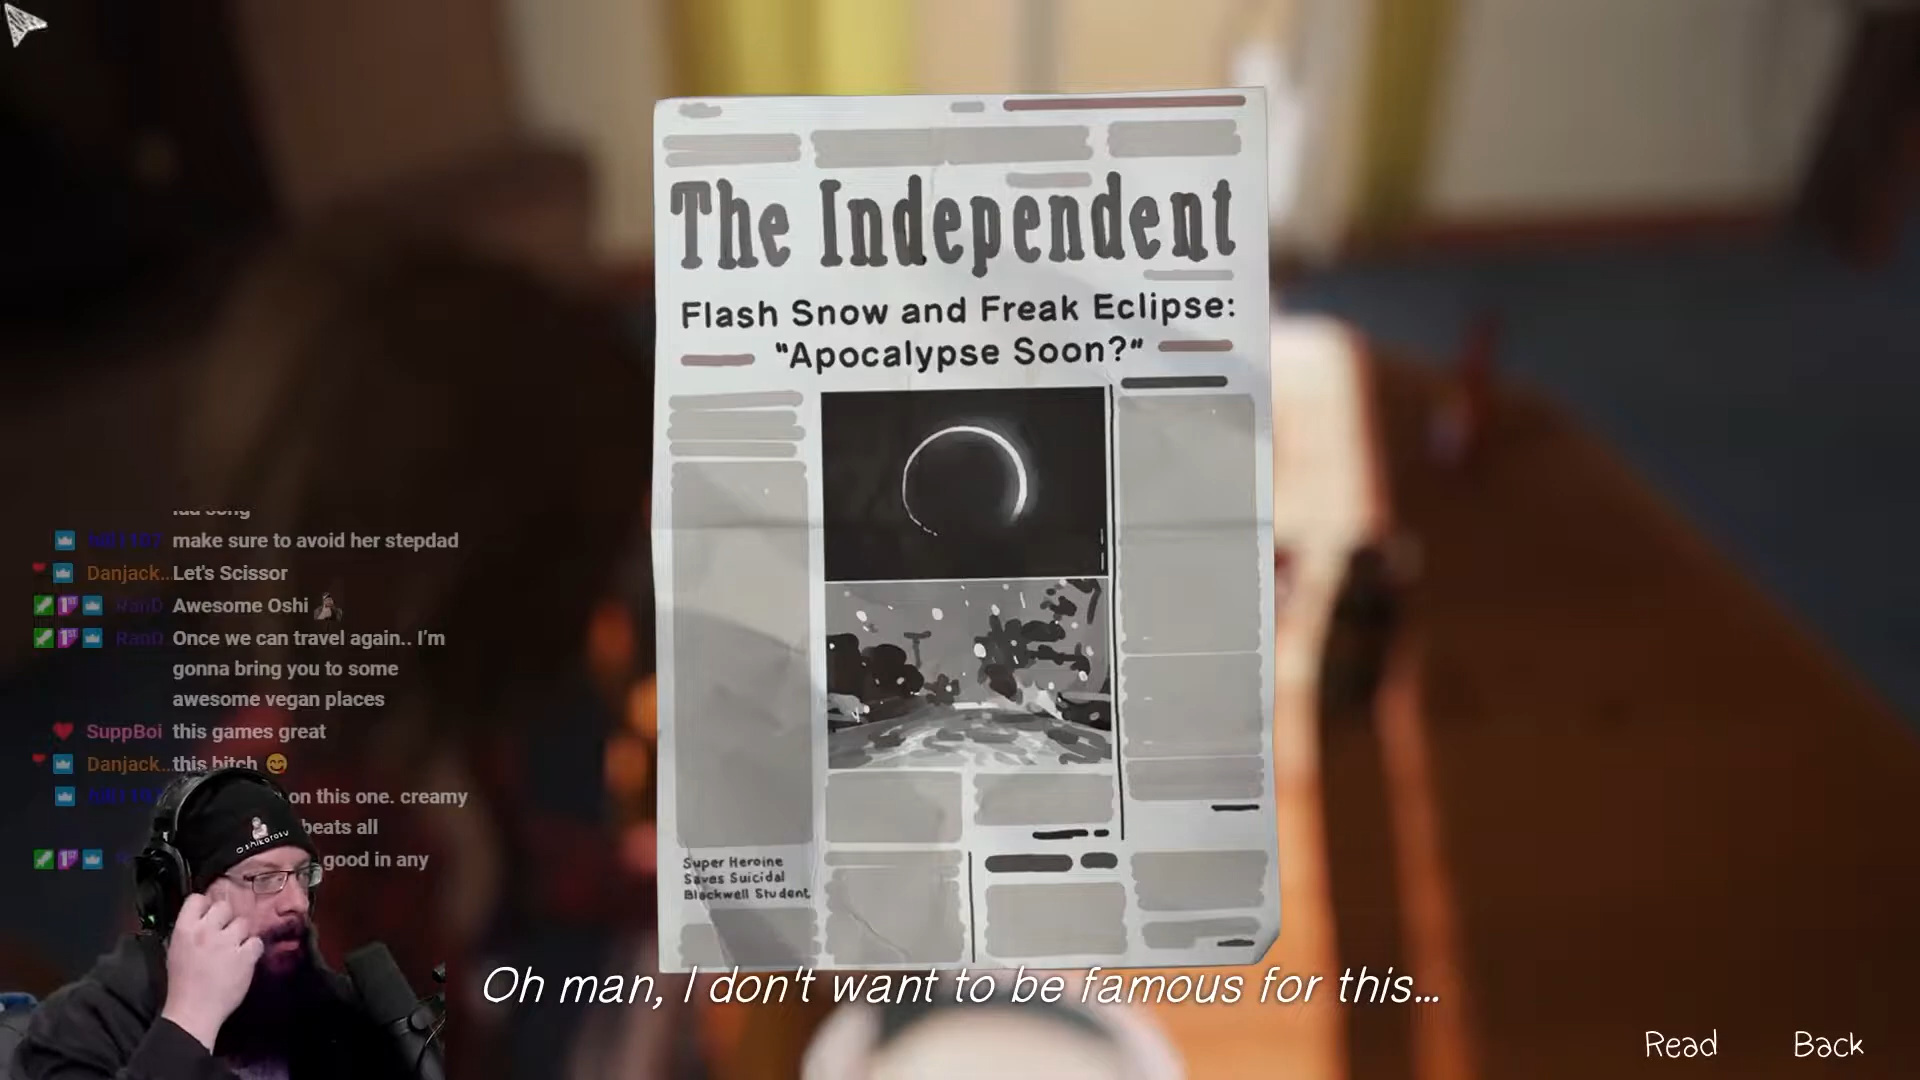 The Independent
Flash Snow and Freak Eclipse:
"Apocalypse Soon?"
Super Heroine
Saves Suicidal
Blackwell Student
make sure to avoid her stepdad
Danjack... Let's Scissor
RanD Awesome Oshi
RanD Once we can travel again.. I'm
gonna bring you to some
awesome vegan places
SuppBoi this games great
Danjack... this bitch
on this one. creamy
beats all
good in any
Oh man, I don't want to be famous for this...
Read Back